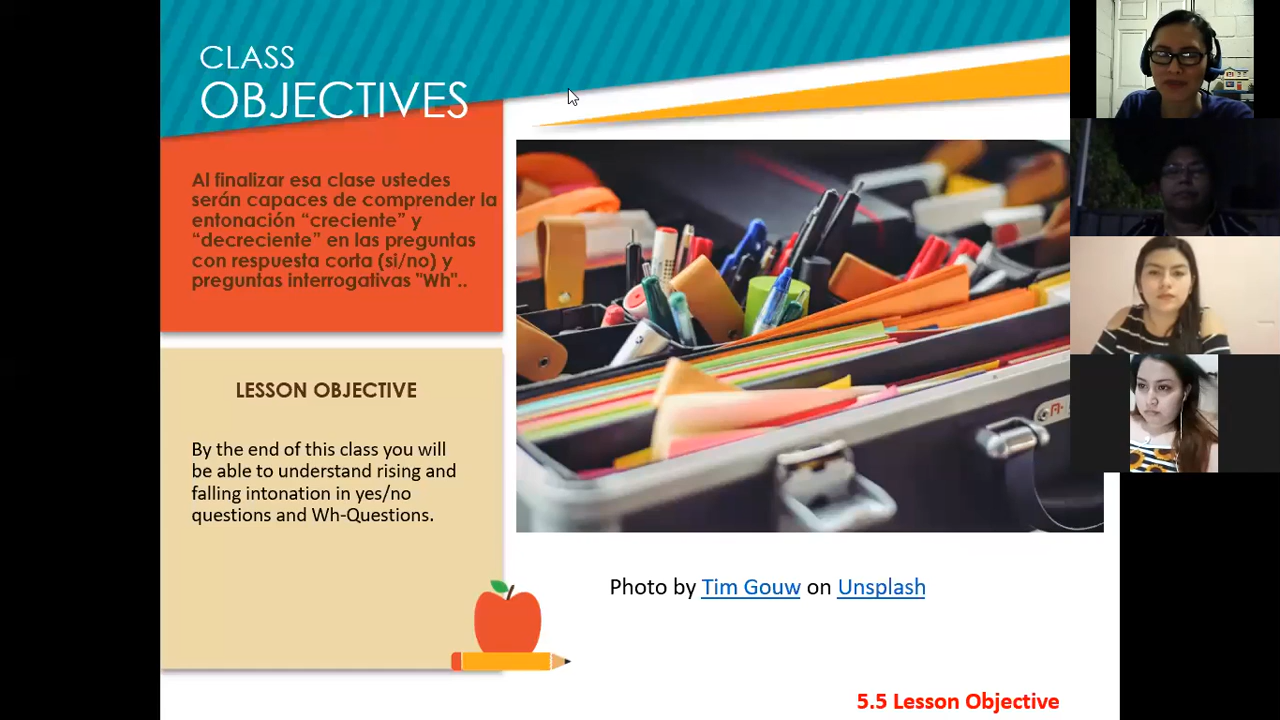 CLASS
OBJECTIVES
Al finalizar esa clase ustedes
serán capaces de comprender la
entonación “creciente” y
“decreciente” en las preguntas
con respuesta corta (si/no) y
preguntas interrogativas "Wh"..
LESSON OBJECTIVE
By the end of this class you will
be able to understand rising and
falling intonation in yes/no
questions and Wh-Questions.
Photo by Tim Gouw on Unsplash
5.5 Lesson Objective